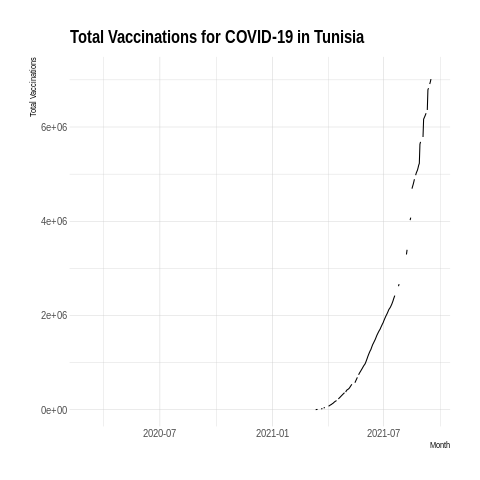 Total Vaccinations for COVID-19 in Tunisia
Total Vaccinations
6e+06
4e+06
2e+06
0e+00
2020-07
2021-01
2021-07
Month